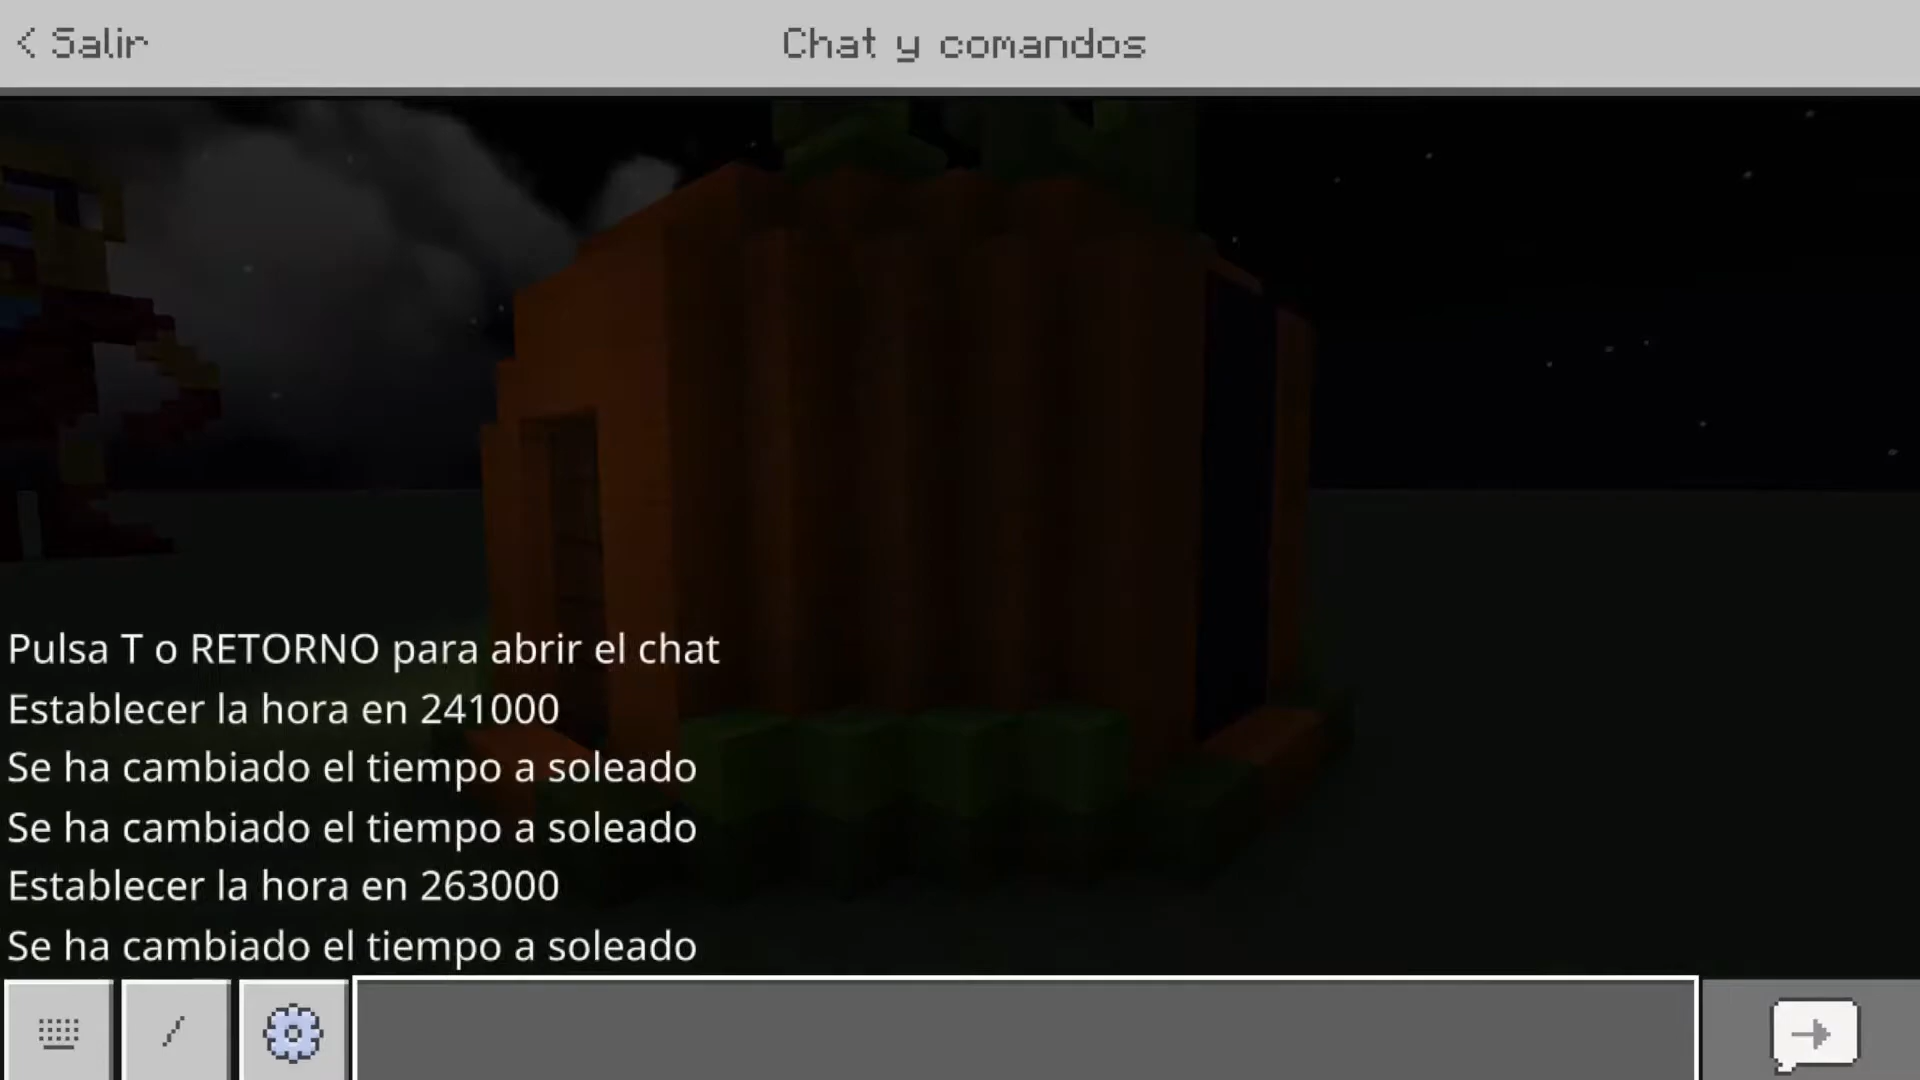 < Salir
Chat y comandos
Pulsa T o RETORNO para abrir el chat
Establecer la hora en 241000
Se ha cambiado el tiempo a soleado
Se ha cambiado el tiempo a soleado
Establecer la hora en 263000
Se ha cambiado el tiempo a soleado
/